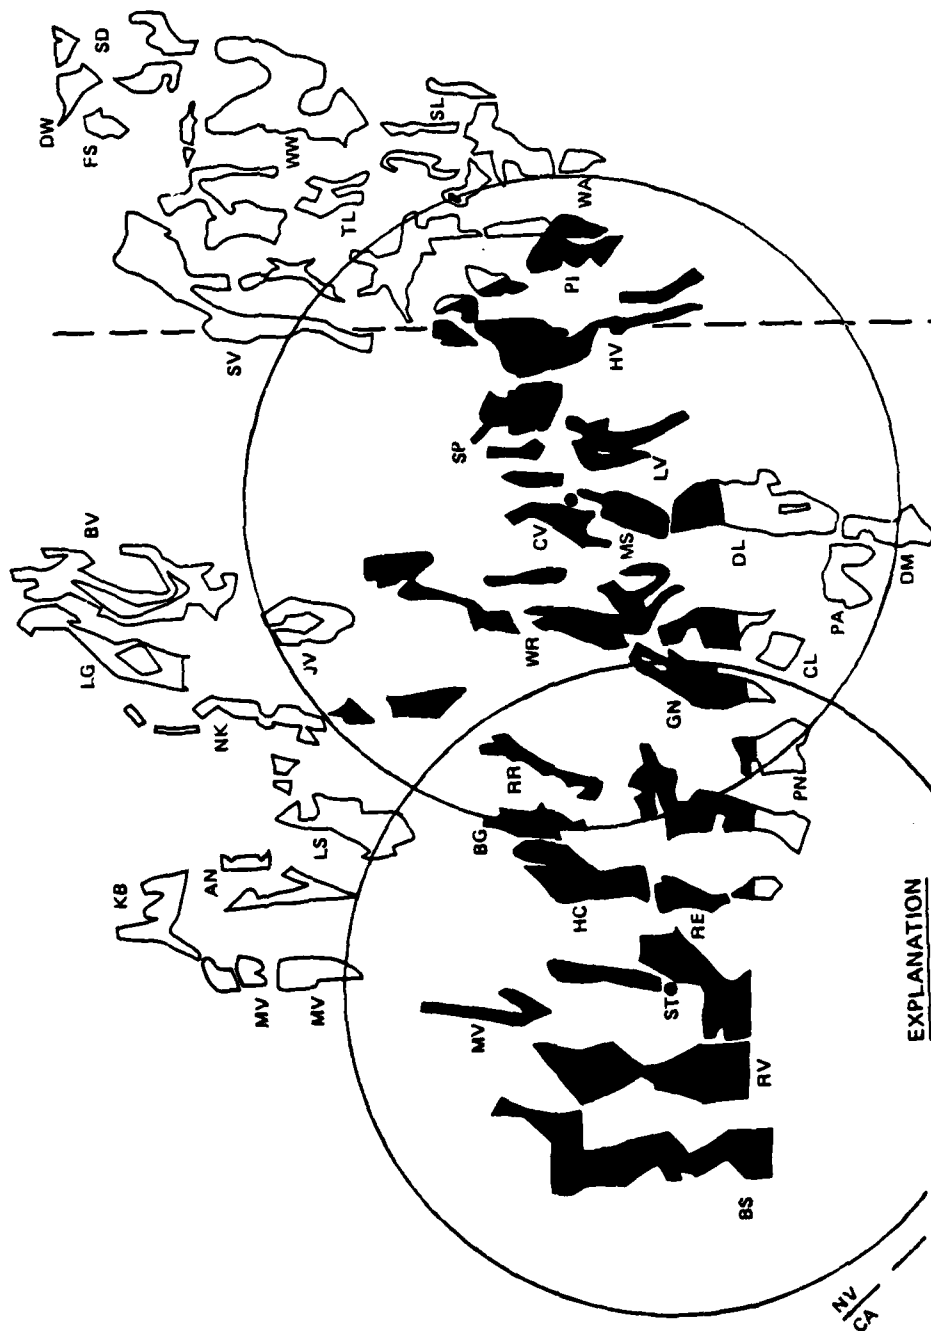 DW
FS
SD
LG
BV
KB
AN
NK
SV
MV
WW
JV
MV
LS
TL
SL
SP
MV
BG
RR
WR
CV
PI
HC
WA
HV
MS
LV
ST
GN
RE
DL
BS
RV
PN
CL
PA
NV
CA
DM
EXPLANATION